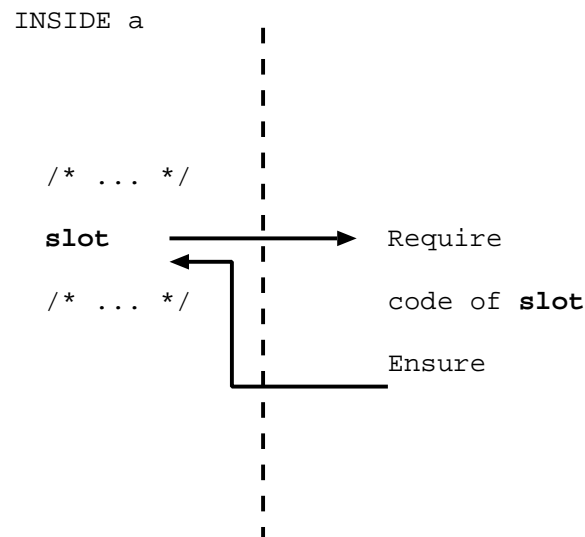 INSIDE a
/* ... */
slot Require
/* ... */ code of slot
Ensure